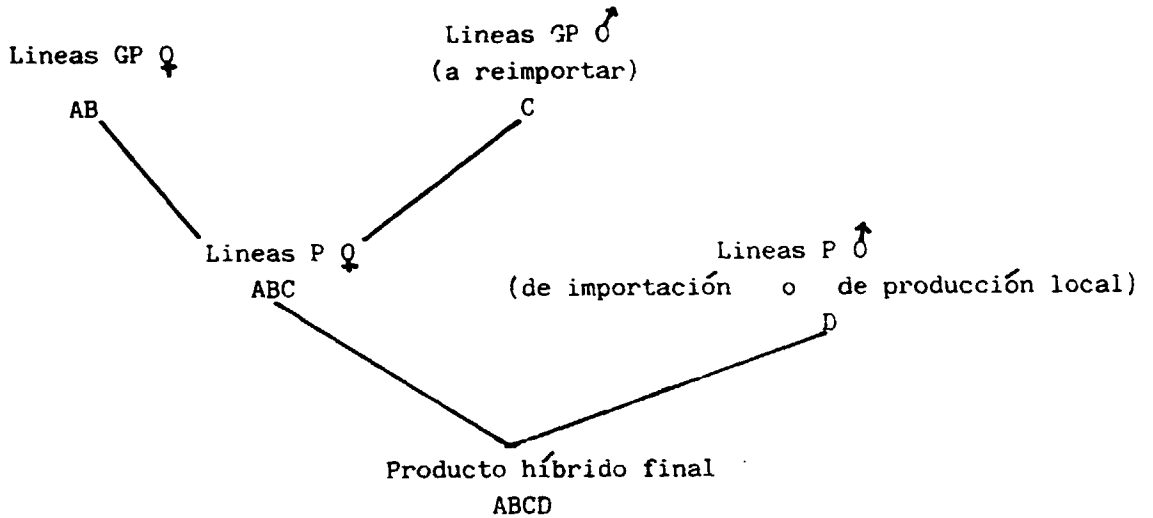 Lineas GP ♀
Lineas GP ♂
(a reimportar)
AB
C
Lineas P ♀
ABC
Lineas P ♂
(de importación o de producción local)
D
Producto híbrido final
ABCD